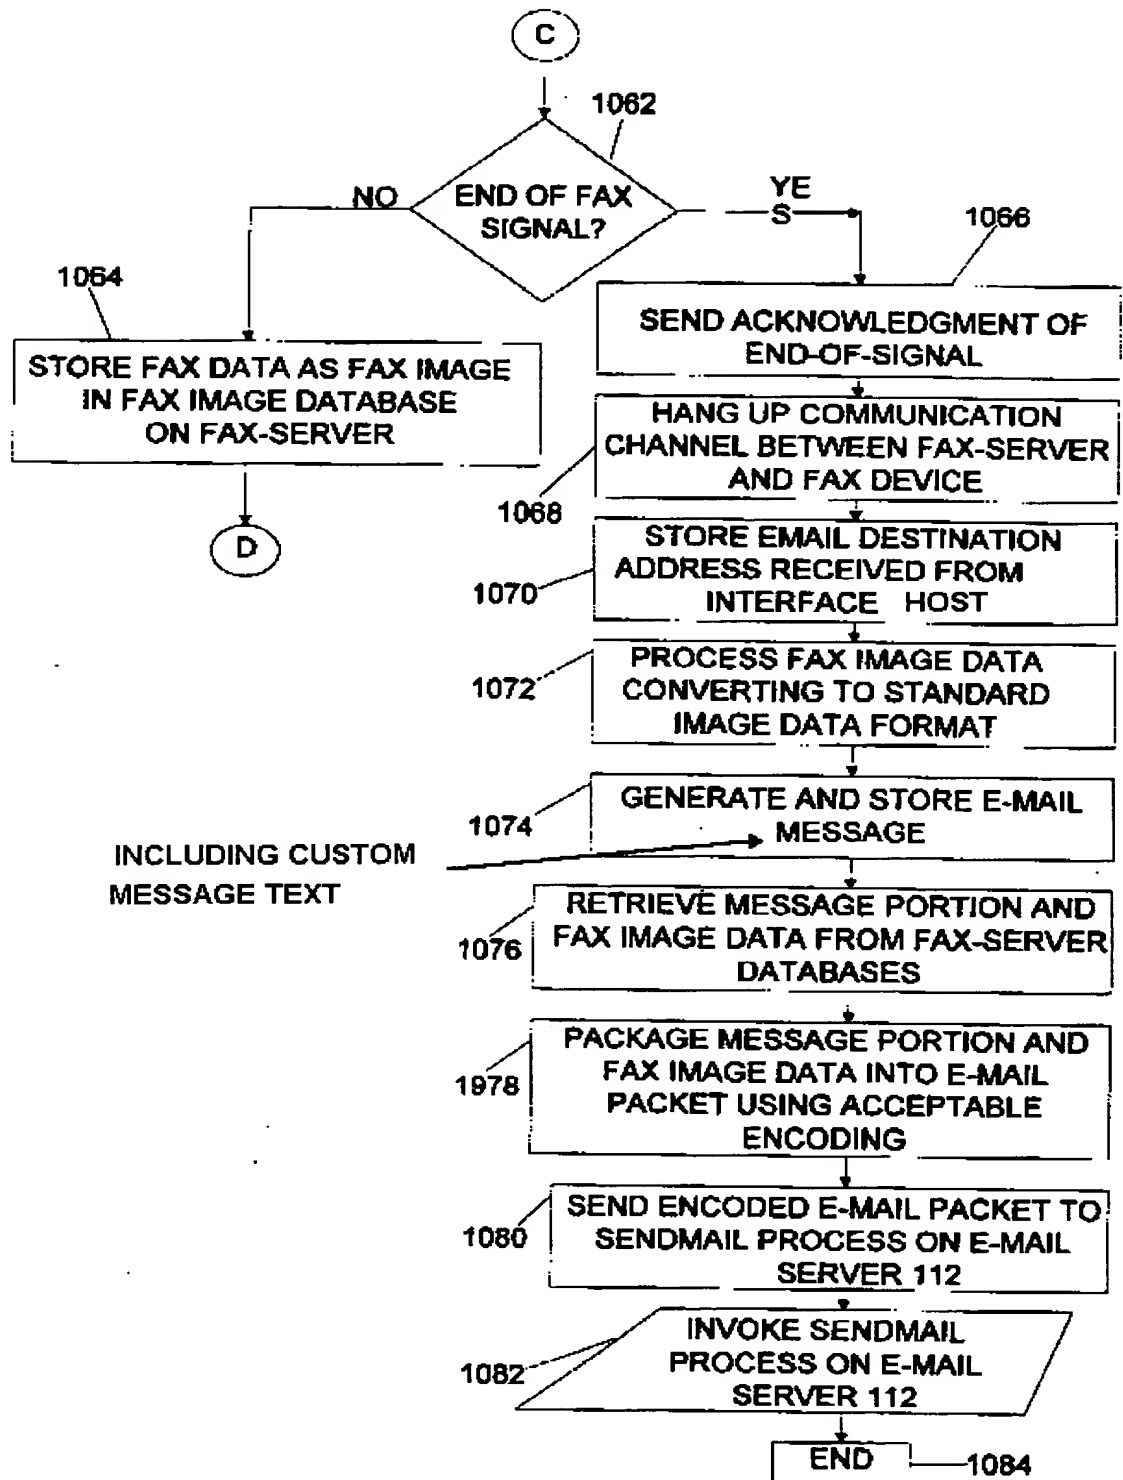 C
1062
END OF FAX
SIGNAL?
NO
YE
S
1064
STORE FAX DATA AS FAX IMAGE
IN FAX IMAGE DATABASE
ON FAX-SERVER
D
1066
SEND ACKNOWLEDGMENT OF
END-OF-SIGNAL
HANG UP COMMUNICATION
CHANNEL BETWEEN FAX-SERVER
AND FAX DEVICE
1068
STORE EMAIL DESTINATION
ADDRESS RECEIVED FROM
INTERFACE HOST
1070
PROCESS FAX IMAGE DATA
CONVERTING TO STANDARD
IMAGE DATA FORMAT
1072
GENERATE AND STORE E-MAIL
MESSAGE
1074
INCLUDING CUSTOM
MESSAGE TEXT
RETRIEVE MESSAGE PORTION AND
FAX IMAGE DATA FROM FAX-SERVER
DATABASES
1076
PACKAGE MESSAGE PORTION AND
FAX IMAGE DATA INTO E-MAIL
PACKET USING ACCEPTABLE
ENCODING
1978
SEND ENCODED E-MAIL PACKET TO
SENDMAIL PROCESS ON E-MAIL
SERVER 112
1080
INVOKE SENDMAIL
PROCESS ON E-MAIL
SERVER 112
1082
END
1084